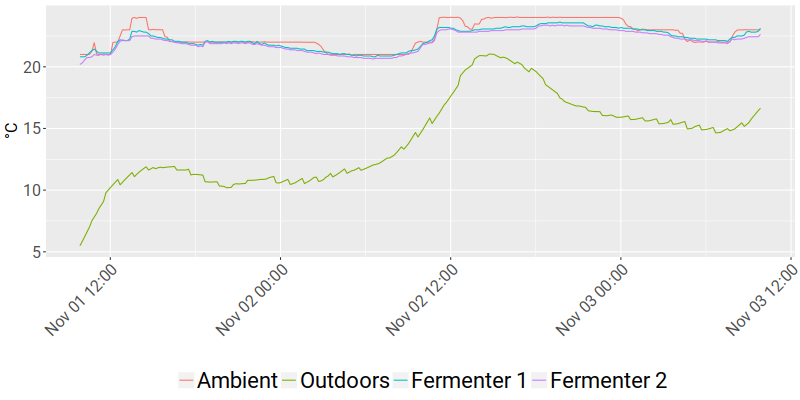 °C
20
15
10
5
Nov 01 12:00
Nov 02 00:00
Nov 02 12:00
Nov 03 00:00
Nov 03 12:00
Ambient Outdoors Fermenter 1 Fermenter 2